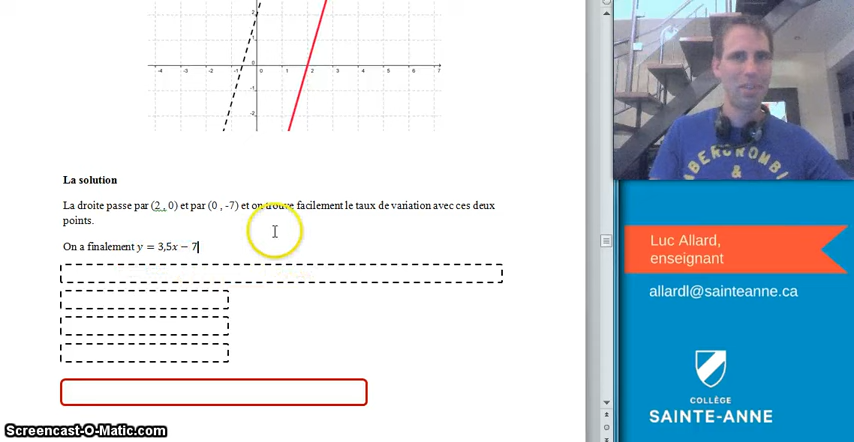 2
-4 -3 -2 -1 0 0 1 2 3 4 5 6 7
-1
-2
La solution
La droite passe par (2 , 0) et par (0 , -7) et on trouve facilement le taux de variation avec ces deux
points.
On a finalement y = 3,5x − 7
BERCROMBI
&
Luc Allard,
enseignant
allardl@sainteanne.ca
COLLÈGE
SAINTE-ANNE
Screencast-O-Matic.com